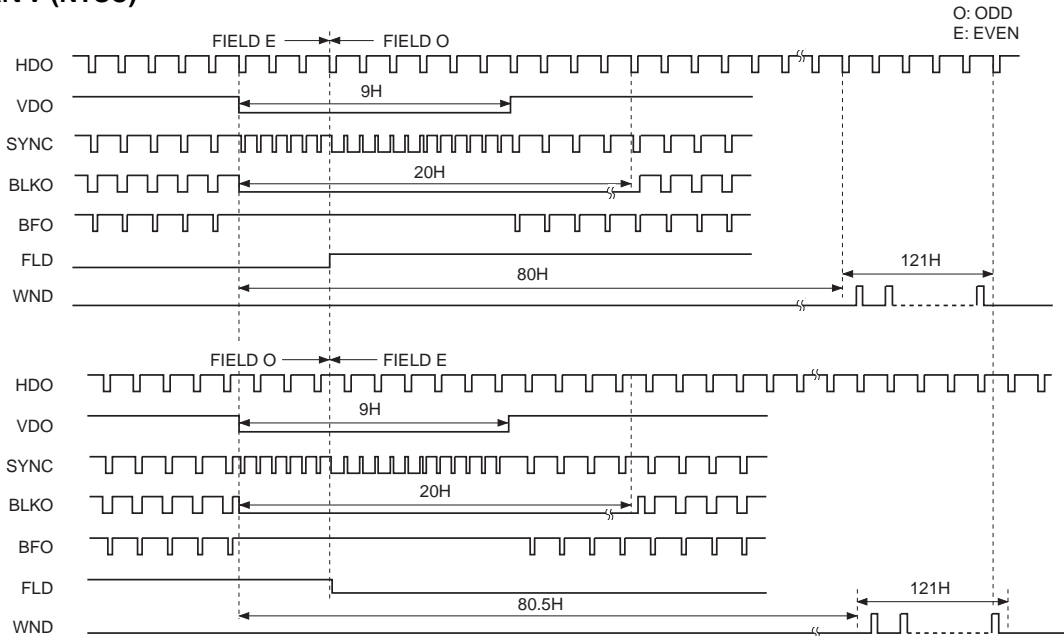 O: ODD
E: EVEN
FIELD E
FIELD O
HDO
9H
VDO
SYNC
20H
BLKO
BFO
FLD
80H
121H
WND
FIELD O
FIELD E
HDO
9H
VDO
SYNC
20H
BLKO
BFO
FLD
80.5H
121H
WND